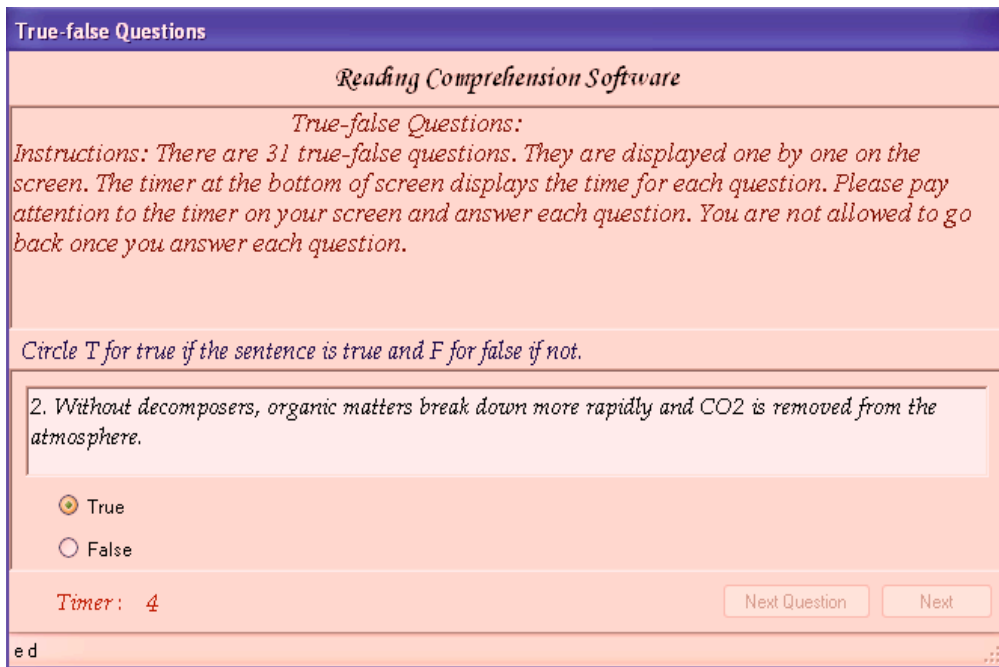 True-false Questions
Reading Comprehension Software
True-false Questions:
Instructions: There are 31 true-false questions. They are displayed one by one on the
screen. The timer at the bottom of screen displays the time for each question. Please pay
attention to the timer on your screen and answer each question. You are not allowed to go
back once you answer each question.
Circle T for true if the sentence is true and F for false if not.
2. Without decomposers, organic matters break down more rapidly and CO2 is removed from the
atmosphere.
True
False
Timer: 4
Next Question
Next
e d